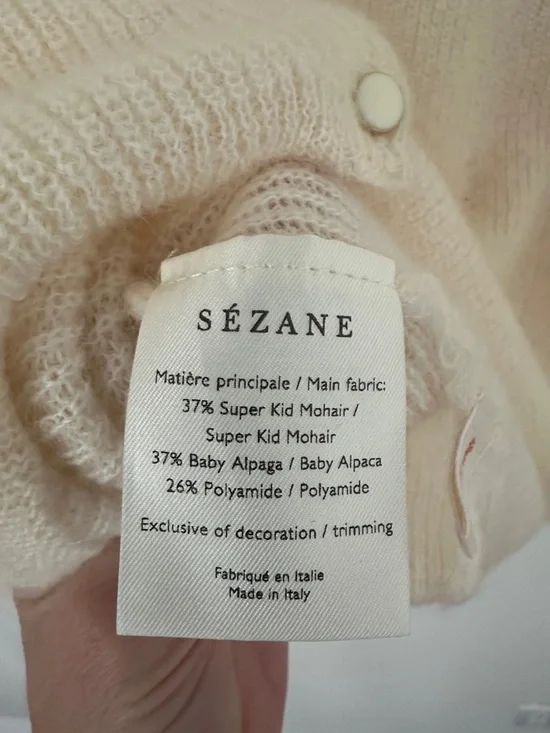 SÉZANE
Matière principale / Main fabric:
37% Super Kid Mohair /
Super Kid Mohair
37% Baby Alpaga / Baby Alpaca
26% Polyamide / Polyamide
Exclusive of decoration / trimming
Fabriqué en Italie
Made in Italy